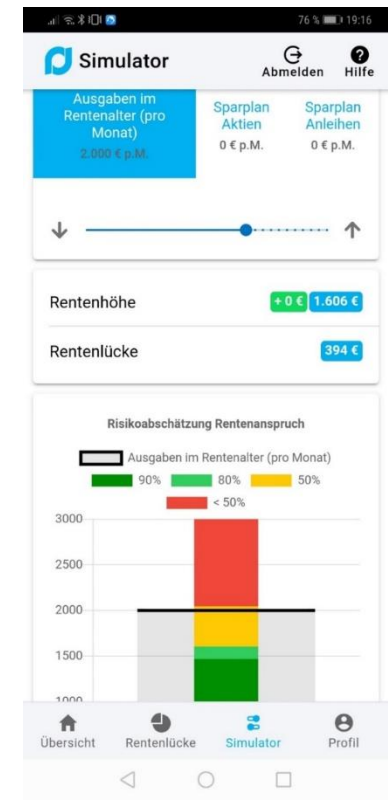 76 % 19:16
Simulator
Abmelden
Hilfe
Ausgaben im
Rentenalter (pro
Monat)
2.000 € p.M.
Sparplan
Aktien
0 € p.M.
Sparplan
Anleihen
0 € p.M.
Rentenhöhe + 0 € 1.606 €
Rentenlücke 394 €
Risikoabschätzung Rentenanspruch
Ausgaben im Rentenalter (pro Monat)
90% 80% 50%
< 50%
3000
2500
2000
1500
1000
Übersicht Rentenlücke Simulator Profil